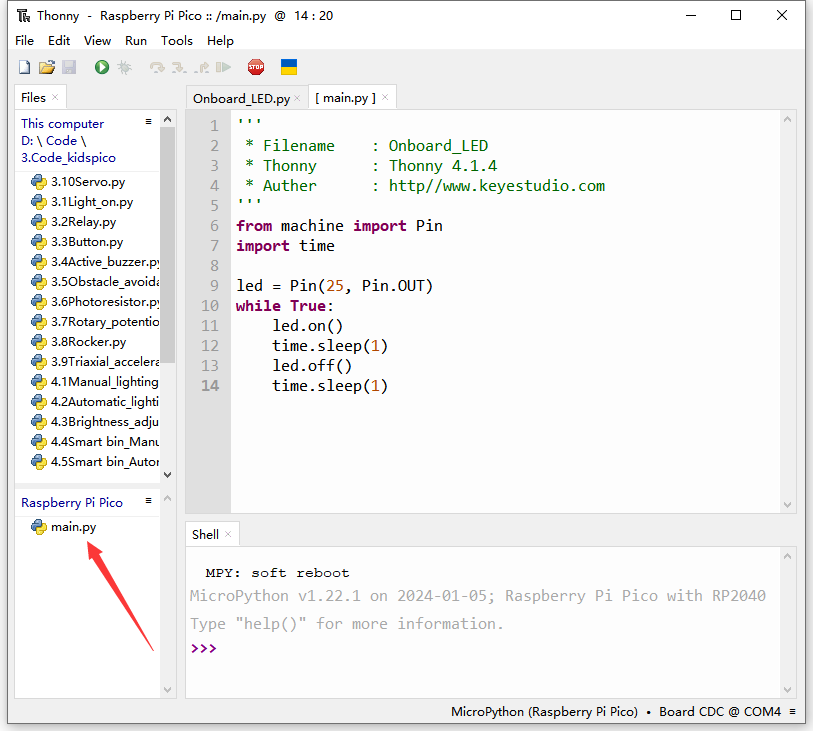 Thonny - Raspberry Pi Pico :: /main.py @ 14 : 20
File Edit View Run Tools Help
STOP
Files
This computer
D: \ Code \
3.Code_kidspico
3.10Servo.py
3.1Light_on.py
3.2Relay.py
3.3Button.py
3.4Active_buzzer.py
3.5Obstacle_avoida
3.6Photoresistor.py
3.7Rotary_potentio
3.8Rocker.py
3.9Triaxial_accelera
4.1Manual_lighting
4.2Automatic_lighti
4.3Brightness_adju
4.4Smart bin_Manu
4.5Smart bin_Autor
Raspberry Pi Pico
main.py
Onboard_LED.py [ main.py ]
1 '''
2  * Filename    : Onboard_LED
3  * Thonny      : Thonny 4.1.4
4  * Auther      : http//www.keyestudio.com
5 '''
6 from machine import Pin
7 import time
8
9 led = Pin(25, Pin.OUT)
10 while True:
11     led.on()
12     time.sleep(1)
13     led.off()
14     time.sleep(1)
Shell
MPY: soft reboot
MicroPython v1.22.1 on 2024-01-05; Raspberry Pi Pico with RP2040
Type "help()" for more information.
>>>
MicroPython (Raspberry Pi Pico) • Board CDC @ COM4 ≡